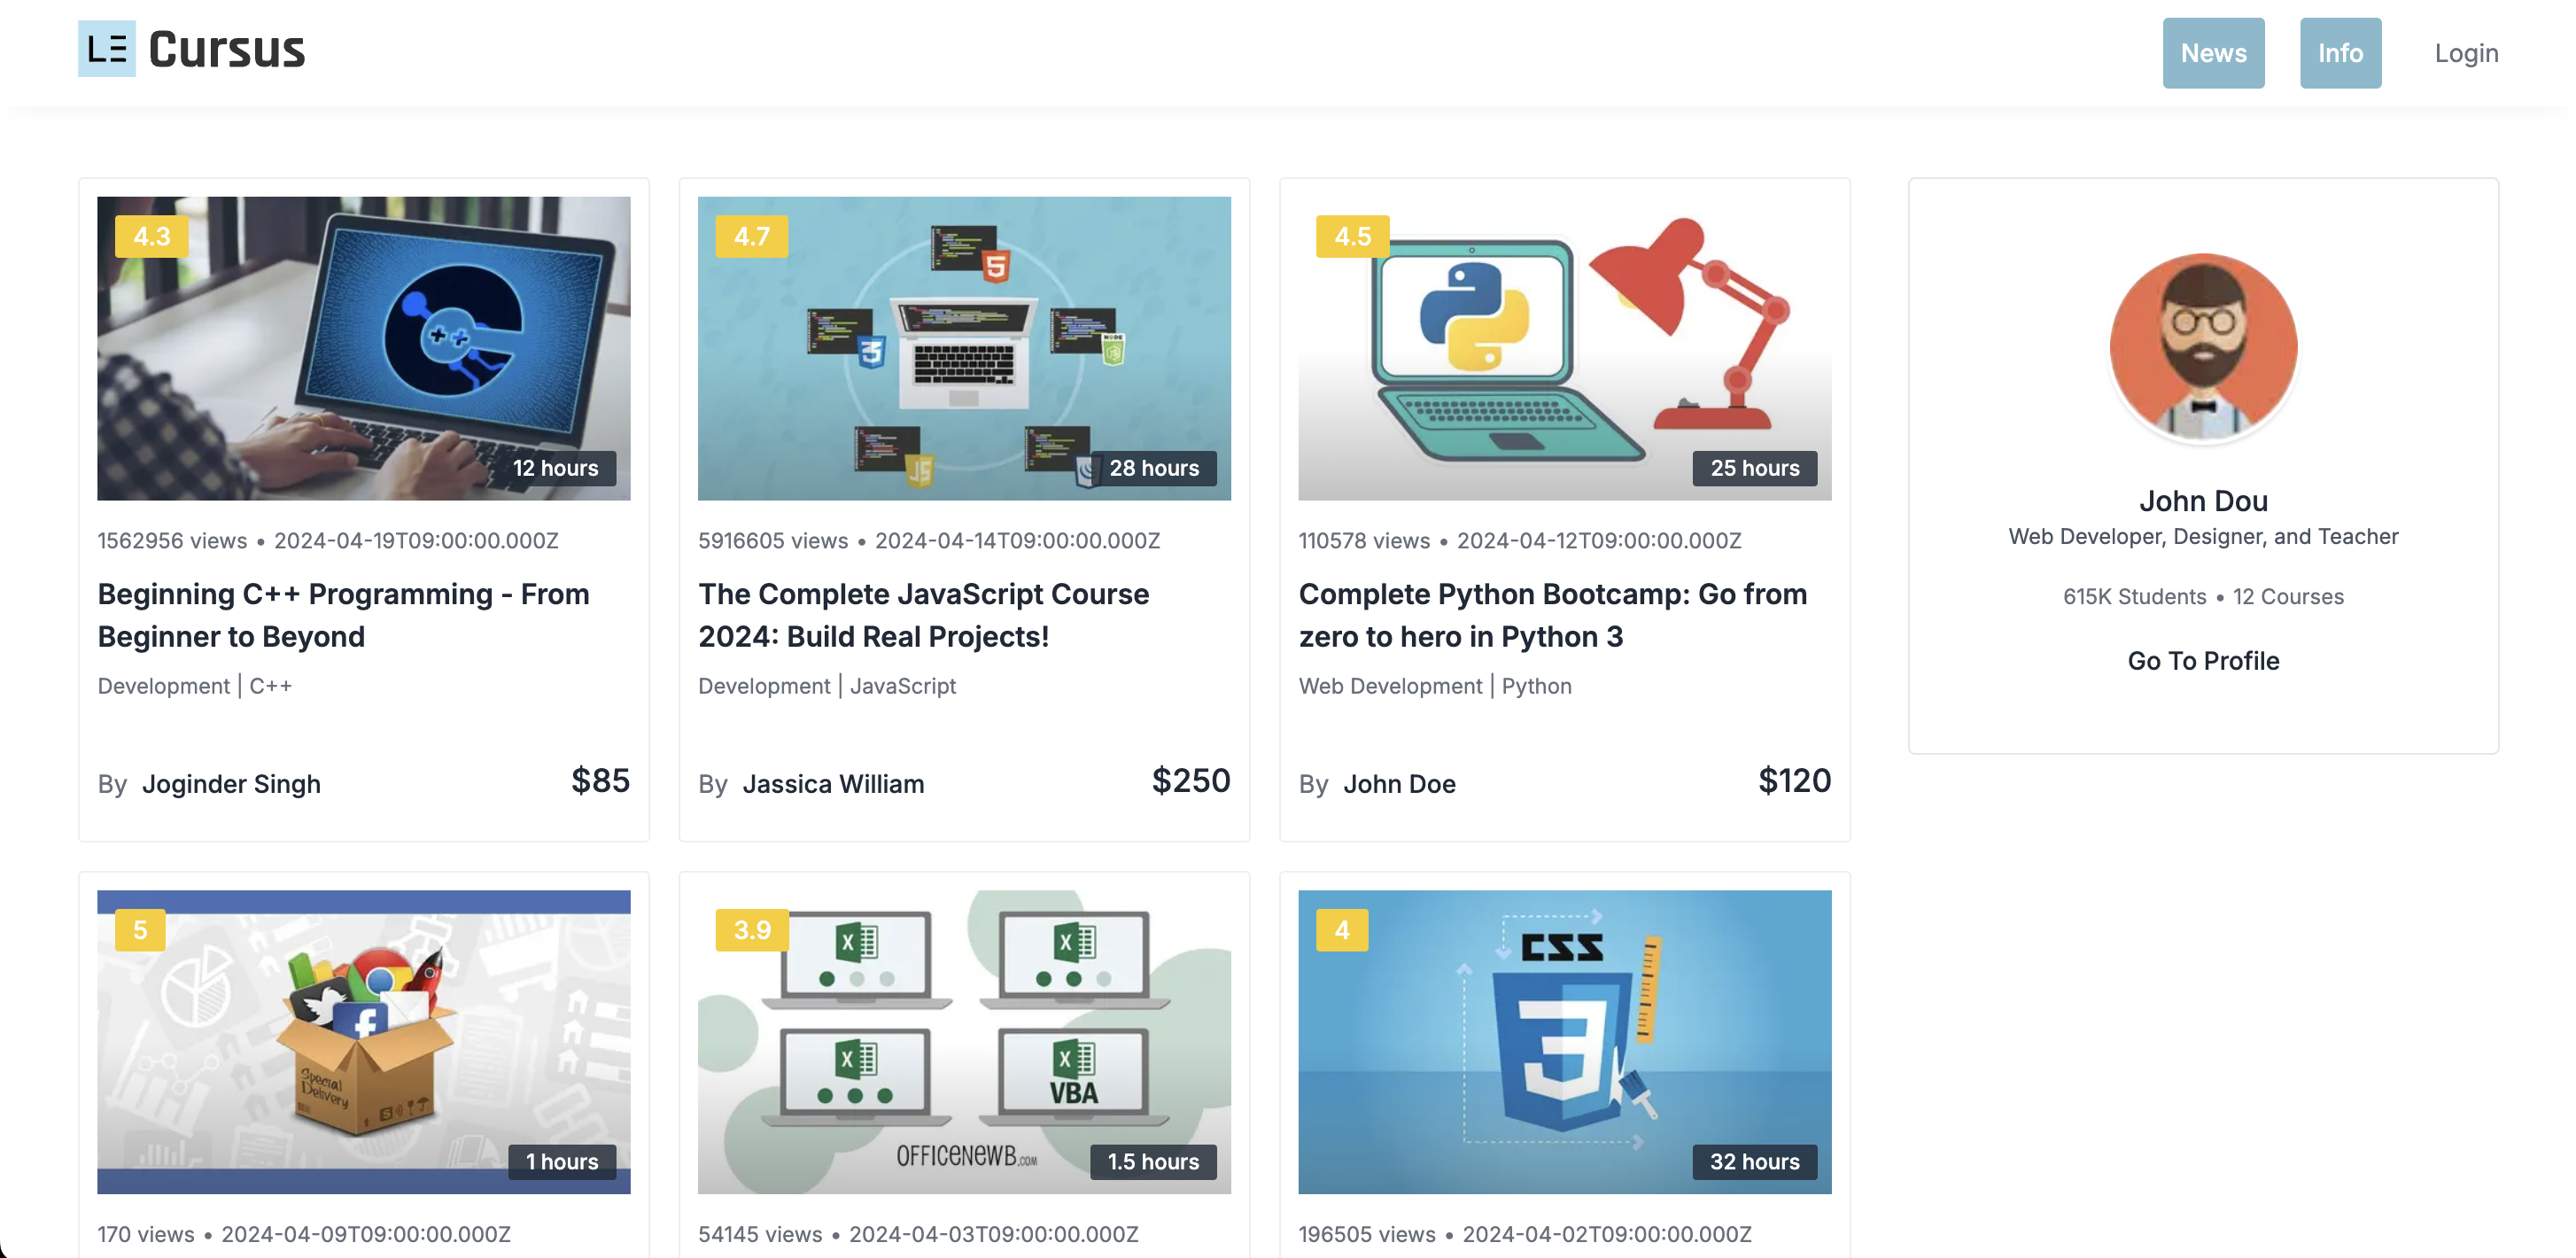 LE Cursus
News
Info
Login
4.3
12 hours
1562956 views • 2024-04-19T09:00:00.000Z
Beginning C++ Programming - From
Beginner to Beyond
Development | C++
By Joginder Singh
$85
4.7
5
3
NODE
JS
28 hours
5916605 views • 2024-04-14T09:00:00.000Z
The Complete JavaScript Course
2024: Build Real Projects!
Development | JavaScript
By Jassica William
$250
4.5
25 hours
110578 views • 2024-04-12T09:00:00.000Z
Complete Python Bootcamp: Go from
zero to hero in Python 3
Web Development | Python
By John Doe
$120
John Dou
Web Developer, Designer, and Teacher
615K Students • 12 Courses
Go To Profile
5
Special
Delivery
1 hours
170 views • 2024-04-09T09:00:00.000Z
3.9
X
X
X
X
VBA
OFFICENEWB.COM
1.5 hours
54145 views • 2024-04-03T09:00:00.000Z
4
CSS
3
32 hours
196505 views • 2024-04-02T09:00:00.000Z